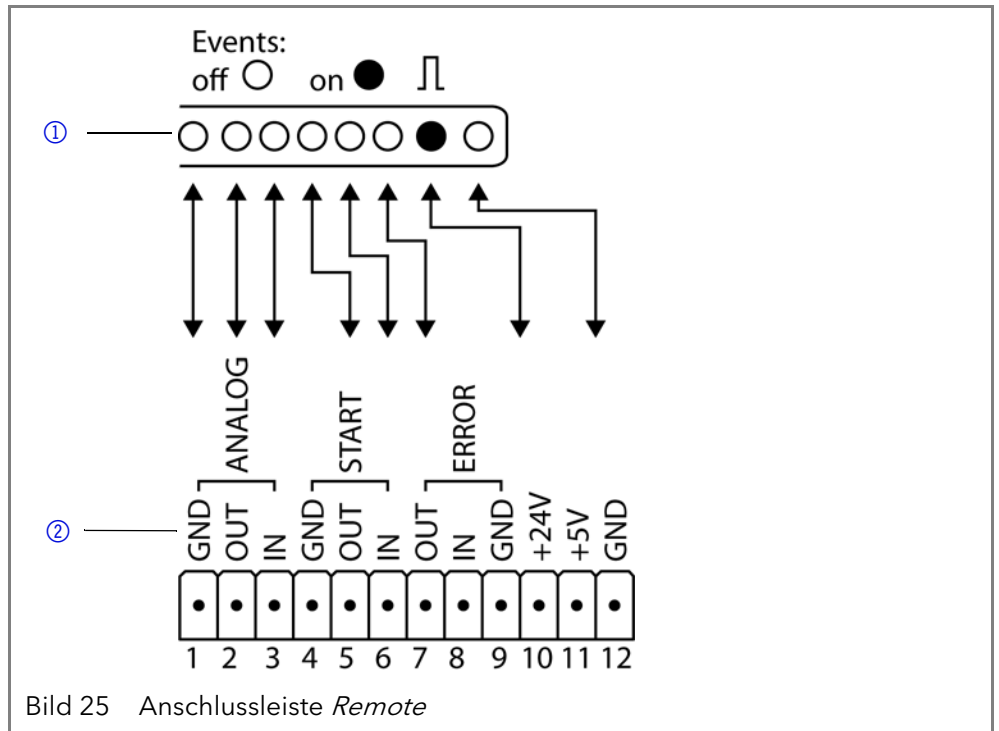 Events:
off on
①
ANALOG START ERROR
② GND OUT IN GND OUT IN OUT IN GND +24V +5V GND
1 2 3 4 5 6 7 8 9 10 11 12
Bild 25 Anschlussleiste Remote